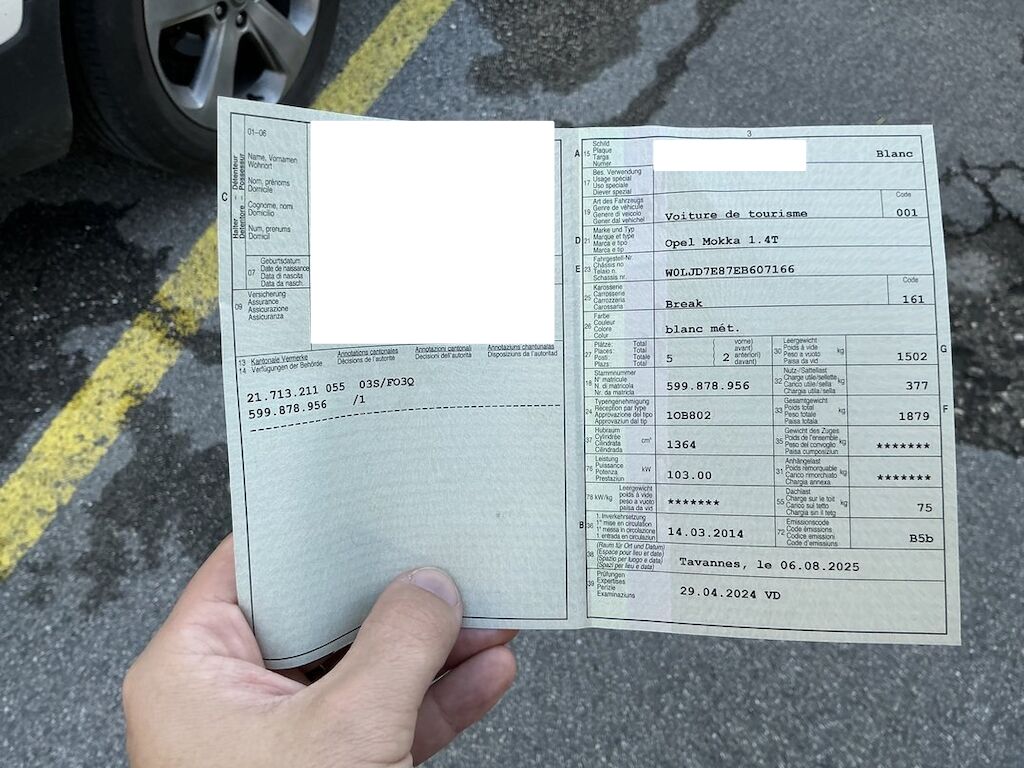 01–06
C
Halter – Détenteur
Detentore – Possessur
Name, Vornamen
Wohnort
Nom, prénoms
Domicile
Cognome, nomi
Domicilio
Num, prenums
Domicil
07
Geburtsdatum
Date de naissance
Data di nascita
Data da nasch.
09
Versicherung
Assurance
Assicurazione
Assicuranza
13 Kantonale Vermerke
14 Verfügungen der Behörde
Annotations cantonales
Décisions de l'autorité
Annotazioni cantonali
Decisioni dell'autorità
Annotaziuns chantunalas
Disposiziuns da l'autoritad
21.713.211 055 03S/FO3Q
599.878.956 /1
3
A 15
Schild
Plaque
Targa
Numer
Blanc
17
Bes. Verwendung
Usage spécial
Uso speciale
Diever spezial
19
Art des Fahrzeugs
Genre de véhicule
Genere di veicolo
Gener dal vehichel
Voiture de tourisme
Code
001
D 21
Marke und Typ
Marque et type
Marca e tipo
Marca e tip
Opel Mokka 1.4T
E 23
Fahrgestell-Nr.
Châssis no
Telaio n.
Schassis nr.
W0LJD7E87EB607166
25
Karosserie
Carrosserie
Carrozzeria
Carossaria
Break
Code
161
26
Farbe
Couleur
Colore
Colur
blanc mét.
27
Plätze: Total
Places: Total
Posti: Totale
Plazs: Total
5
2
vorne)
avant)
anteriori)
davant)
30
Leergewicht
Poids à vide
Peso a vuoto
Paisa da vid
kg
1502
G
18
Stammnummer
N° matricule
N. di matricola
Nr. da matricla
599.878.956
32
Nutz-/Sattellast
Charge utile/sellette
Carico utile/sella
Chargia utila/sella
kg
377
24
Typengenehmigung
Réception par type
Approvazione del tipo
Approvaziun dal tip
1OB802
33
Gesamtgewicht
Poids total
Peso totale
Paisa totala
kg
1879
F
37
Hubraum
Cylindrée
Cilindrata
Cilindrada
cm³
1364
35
Gewicht des Zuges
Poids de l'ensemble
Peso del convoglio
Paisa cumposiziun
kg
*******
76
Leistung
Puissance
Potenza
Prestaziun
kW
103.00
31
Anhängelast
Poids remorquable
Carico rimorchiato
Chargia annexa
kg
*******
78 kW/kg
Leergewicht
poids à vide
peso a vuoto
paisa da vid
*******
55
Dachlast
Charge sur le toit
Carico sul tetto
Chargia sin il tetg
kg
75
B 36
1. Inverkehrsetzung
1re mise en circulation
1a messa in circolazione
1. entrada en circulaziun
14.03.2014
72
Emissionscode
Code émissions
Codice emissioni
Code d'emissiuns
B5b
38
(Raum für Ort und Datum)
(Espace pour lieu et date)
(Spazio per luogo e data)
(Spazi per lieu e data)
Tavannes, le 06.08.2025
39
Prüfungen
Expertises
Perizie
Examinaziuns
29.04.2024 VD